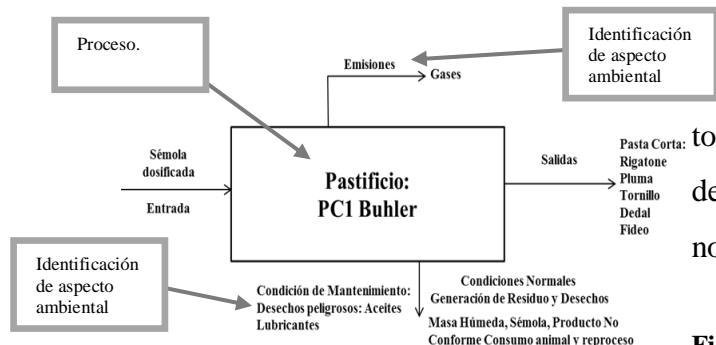 Proceso.
Identificación
de aspecto
ambiental
Emisiones
Gases
Sémola
dosificada
Entrada
Pastificio:
PC1 Buhler
Salidas
Pasta Corta:
Rigatone
Pluma
Tornillo
Dedal
Fideo
to
de
no
Identificación
de aspecto
ambiental
Condición de Mantenimiento:
Desechos peligrosos: Aceites
Lubricantes
Condiciones Normales
Generación de Residuo y Desechos
Masa Húmeda, Sémola, Producto No
Conforme Consumo animal y reproceso